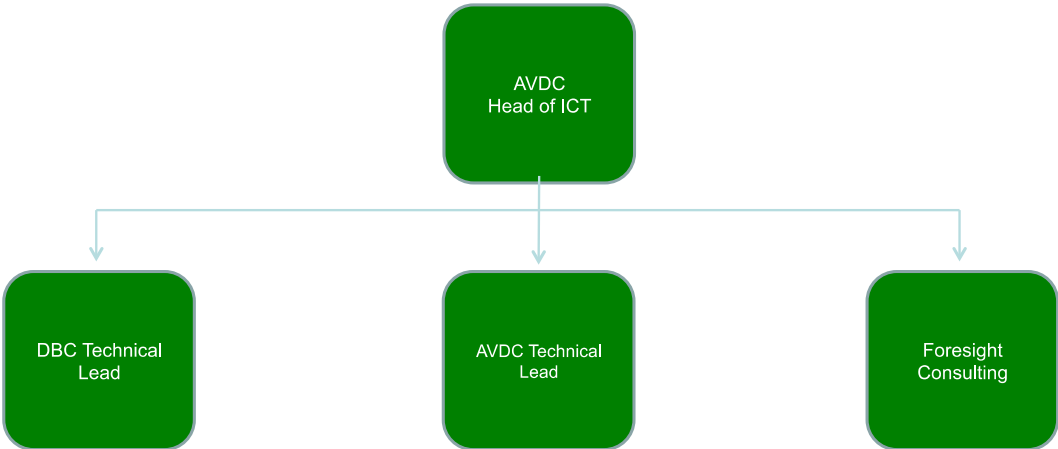 AVDC
Head of ICT
DBC Technical
Lead
AVDC Technical
Lead
Foresight
Consulting